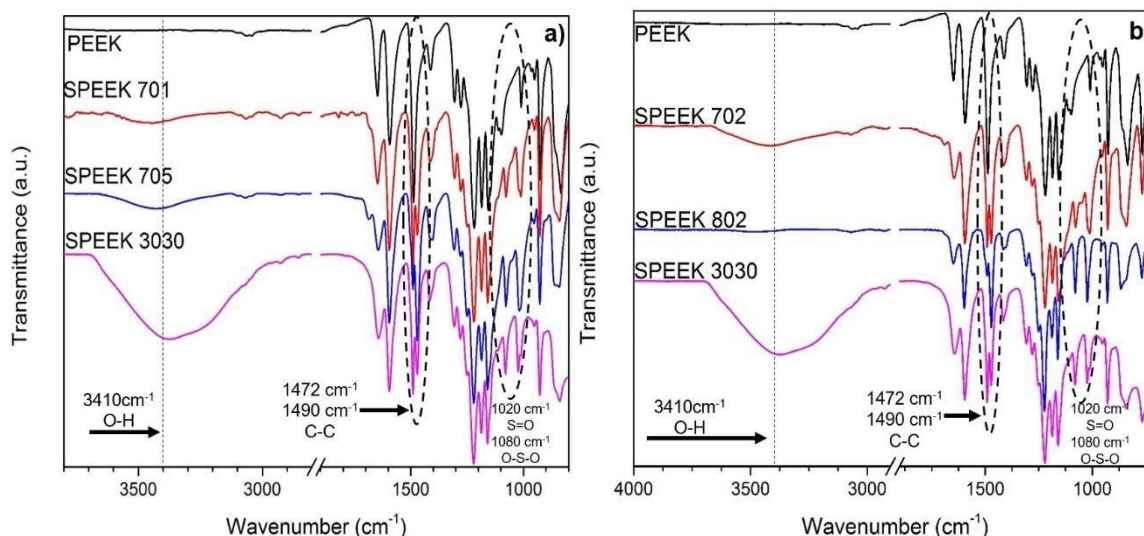 a)
PEEK
SPEEK 701
SPEEK 705
SPEEK 3030
3410cm⁻¹
O-H
1472 cm⁻¹
1490 cm⁻¹
C-C
1020 cm⁻¹
S=O
1080 cm⁻¹
O-S-O
Transmittance (a.u.)
3500 3000 1500 1000
Wavenumber (cm⁻¹)
b
PEEK
SPEEK 702
SPEEK 802
SPEEK 3030
3410cm⁻¹
O-H
1472 cm⁻¹
1490 cm⁻¹
C-C
1020 cm⁻¹
S=O
1080 cm⁻¹
O-S-O
Transmittance (a.u.)
4000 3500 3000 1500 1000
Wavenumber (cm⁻¹)